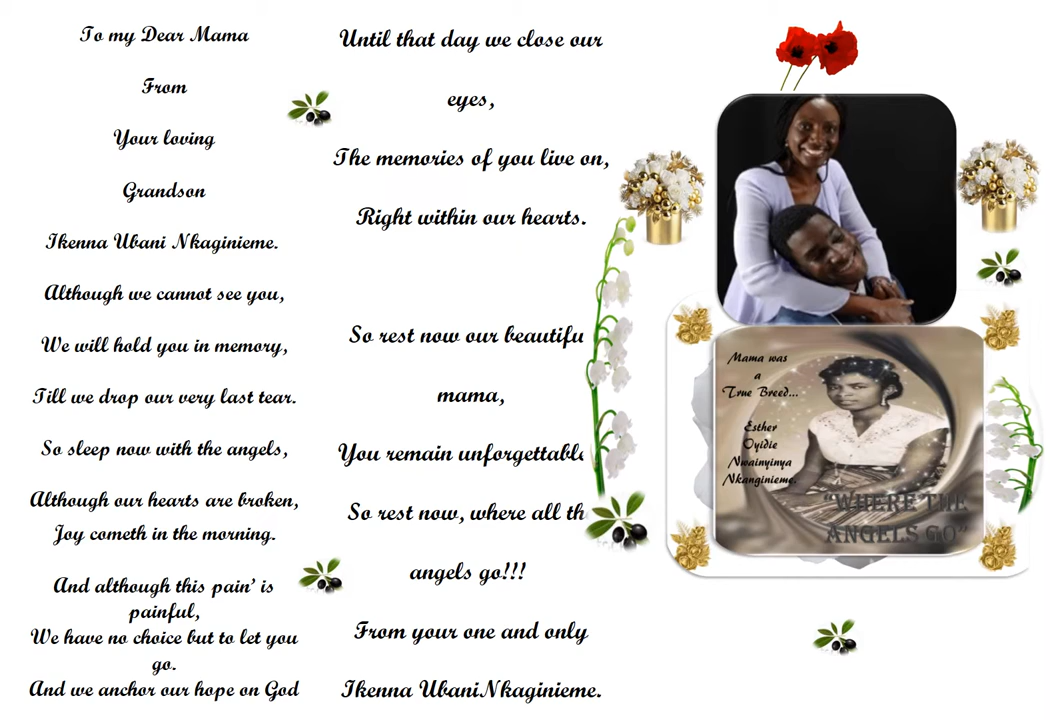 To my Dear Mama
From
Your loving
Grandson
Ikenna Ubani Nkaginieme.
Although we cannot see you,
We will hold you in memory,
Till we drop our very last tear.
So sleep now with the angels,
Although our hearts are broken,
Joy cometh in the morning.
And although this pain' is
painful,
We have no choice but to let you
go.
And we anchor our hope on God
Until that day we close our
eyes,
The memories of you live on,
Right within our hearts.
So rest now our beautifu
mama,
You remain unforgettabl
So rest now, where all th
angels go!!!
From your one and only
Ikenna UbaniNkaginieme.
Mama was
a
True Breed...
Esther
Oyidie
Nwainyinya
Nkanginieme.
"WHERE THE
ANGELS GO"